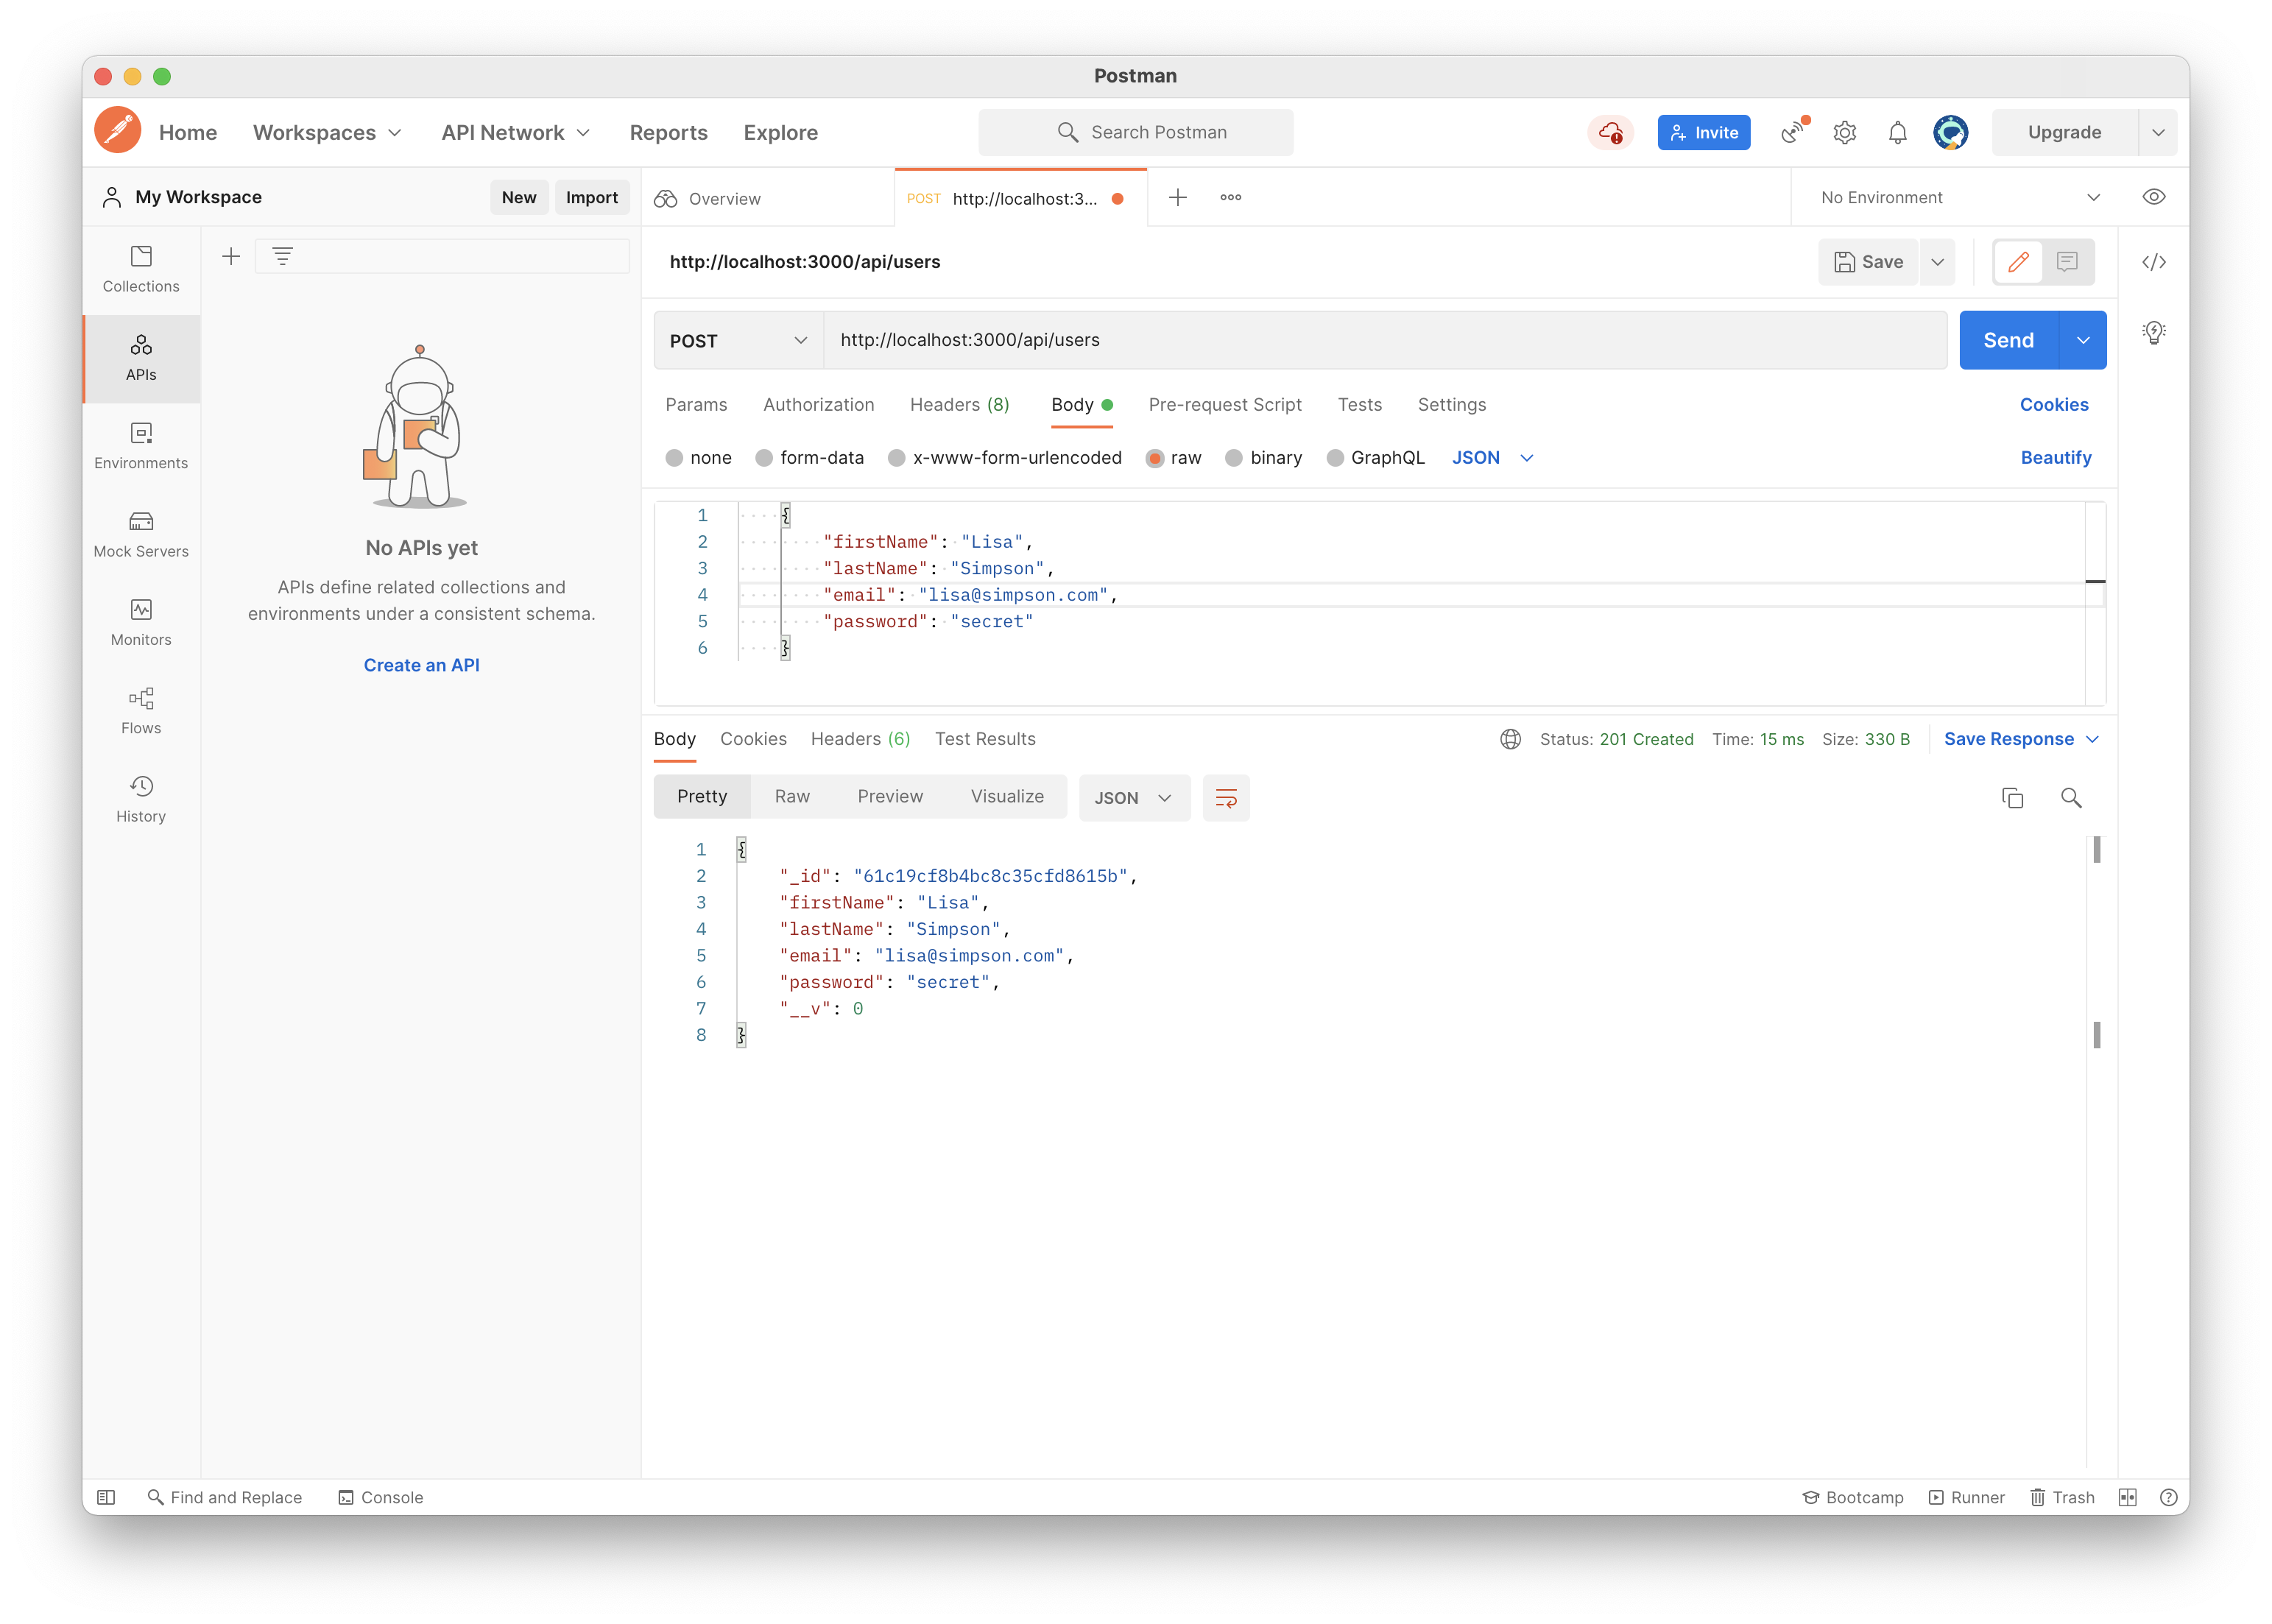 Postman
Home Workspaces API Network Reports Explore Search Postman Invite Upgrade
My Workspace New Import Overview POST http://localhost:3... No Environment
Collections
APIs
Environments
Mock Servers
Monitors
Flows
History
No APIs yet
APIs define related collections and
environments under a consistent schema.
Create an API
http://localhost:3000/api/users Save
POST http://localhost:3000/api/users Send
Params Authorization Headers (8) Body Pre-request Script Tests Settings Cookies
none form-data x-www-form-urlencoded raw binary GraphQL JSON Beautify
1 {
2 "firstName": "Lisa",
3 "lastName": "Simpson",
4 "email": "lisa@simpson.com",
5 "password": "secret"
6 }
Body Cookies Headers (6) Test Results Status: 201 Created Time: 15 ms Size: 330 B Save Response
Pretty Raw Preview Visualize JSON
1 {
2 "_id": "61c19cf8b4bc8c35cfd8615b",
3 "firstName": "Lisa",
4 "lastName": "Simpson",
5 "email": "lisa@simpson.com",
6 "password": "secret",
7 "__v": 0
8 }
Find and Replace Console Bootcamp Runner Trash